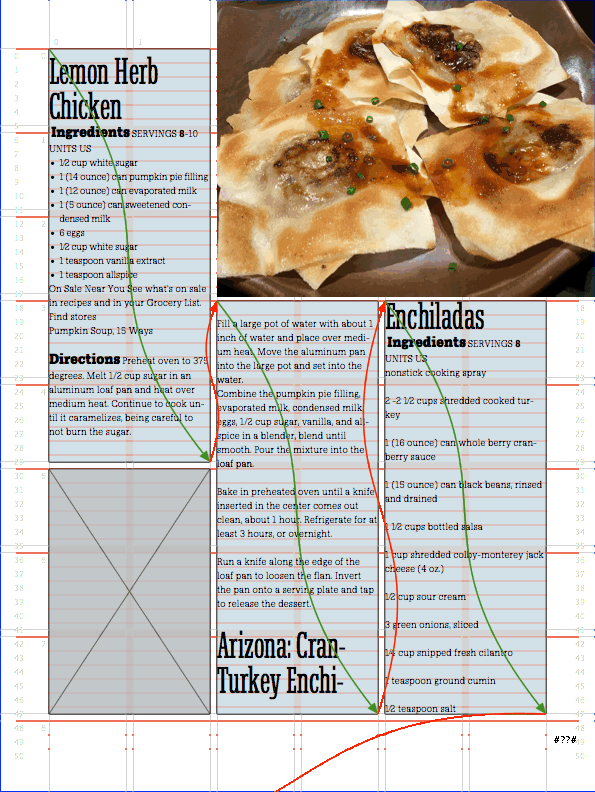 Lemon Herb
Chicken
Ingredients SERVINGS 8-10
UNITS US
• 1/2 cup white sugar
• 1 (14 ounce) can pumpkin pie filling
• 1 (12 ounce) can evaporated milk
• 1 (5 ounce) can sweetened con-
densed milk
• 6 eggs
• 1/2 cup white sugar
• 1 teaspoon vanilla extract
• 1 teaspoon allspice
On Sale Near You See what's on sale
in recipes and in your Grocery List.
Find stores
Pumpkin Soup, 15 Ways
Directions Preheat oven to 375
degrees. Melt 1/2 cup sugar in an
aluminum loaf pan and heat over
medium heat. Continue to cook un-
til it caramelizes, being careful to
not burn the sugar.
Fill a large pot of water with about 1
inch of water and place over medi-
um heat. Move the aluminum pan
into the large pot and set into the
water.
Combine the pumpkin pie filling,
evaporated milk, condensed milk,
eggs, 1/2 cup sugar, vanilla, and all-
spice in a blender, blend until
smooth. Pour the mixture into the
loaf pan.
Bake in preheated oven until a knife
inserted in the center comes out
clean, about 1 hour. Refrigerate for at
least 3 hours, or overnight.
Run a knife along the edge of the
loaf pan to loosen the flan. Invert
the pan onto a serving plate and tap
to release the dessert.
Arizona: Cran-
Turkey Enchi-
Enchiladas
Ingredients SERVINGS 8
UNITS US
nonstick cooking spray
2 -2 1/2 cups shredded cooked tur-
key
1 (16 ounce) can whole berry cran-
berry sauce
1 (15 ounce) can black beans, rinsed
and drained
1 1/2 cups bottled salsa
1 cup shredded colby-monterey jack
cheese (4 oz.)
1/2 cup sour cream
3 green onions, sliced
1/4 cup snipped fresh cilantro
1 teaspoon ground cumin
1/2 teaspoon salt
#??#